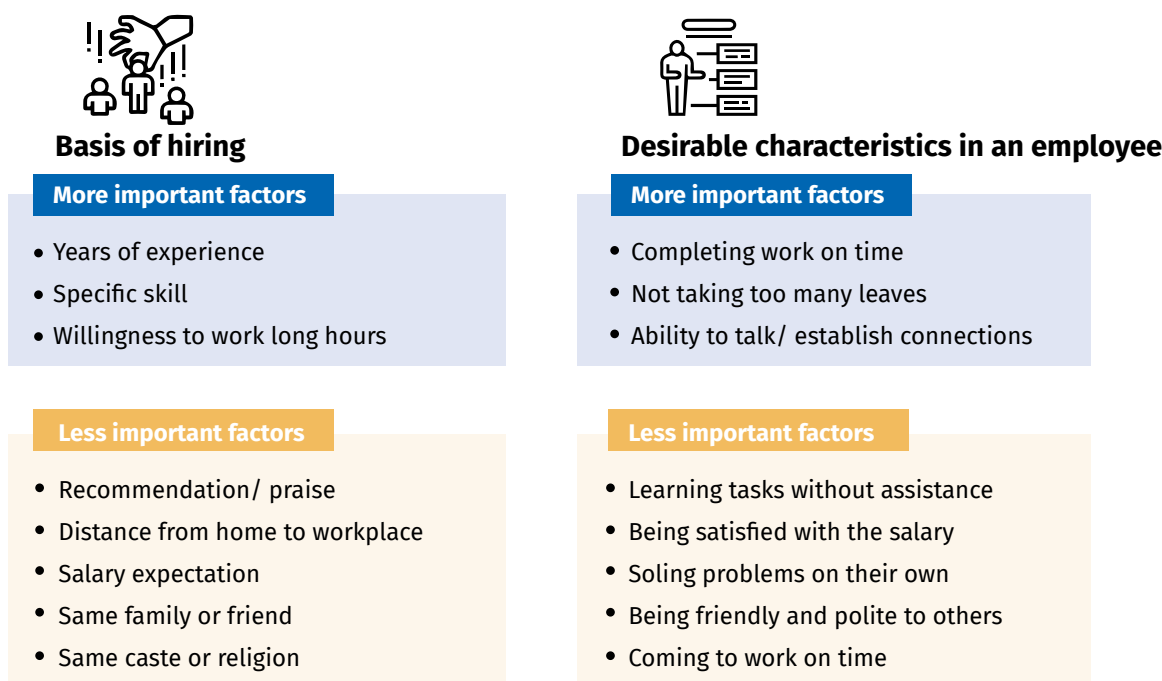 Basis of hiring
More important factors
• Years of experience
• Specific skill
• Willingness to work long hours
Less important factors
• Recommendation/ praise
• Distance from home to workplace
• Salary expectation
• Same family or friend
• Same caste or religion
Desirable characteristics in an employee
More important factors
• Completing work on time
• Not taking too many leaves
• Ability to talk/ establish connections
Less important factors
• Learning tasks without assistance
• Being satisfied with the salary
• Soling problems on their own
• Being friendly and polite to others
• Coming to work on time